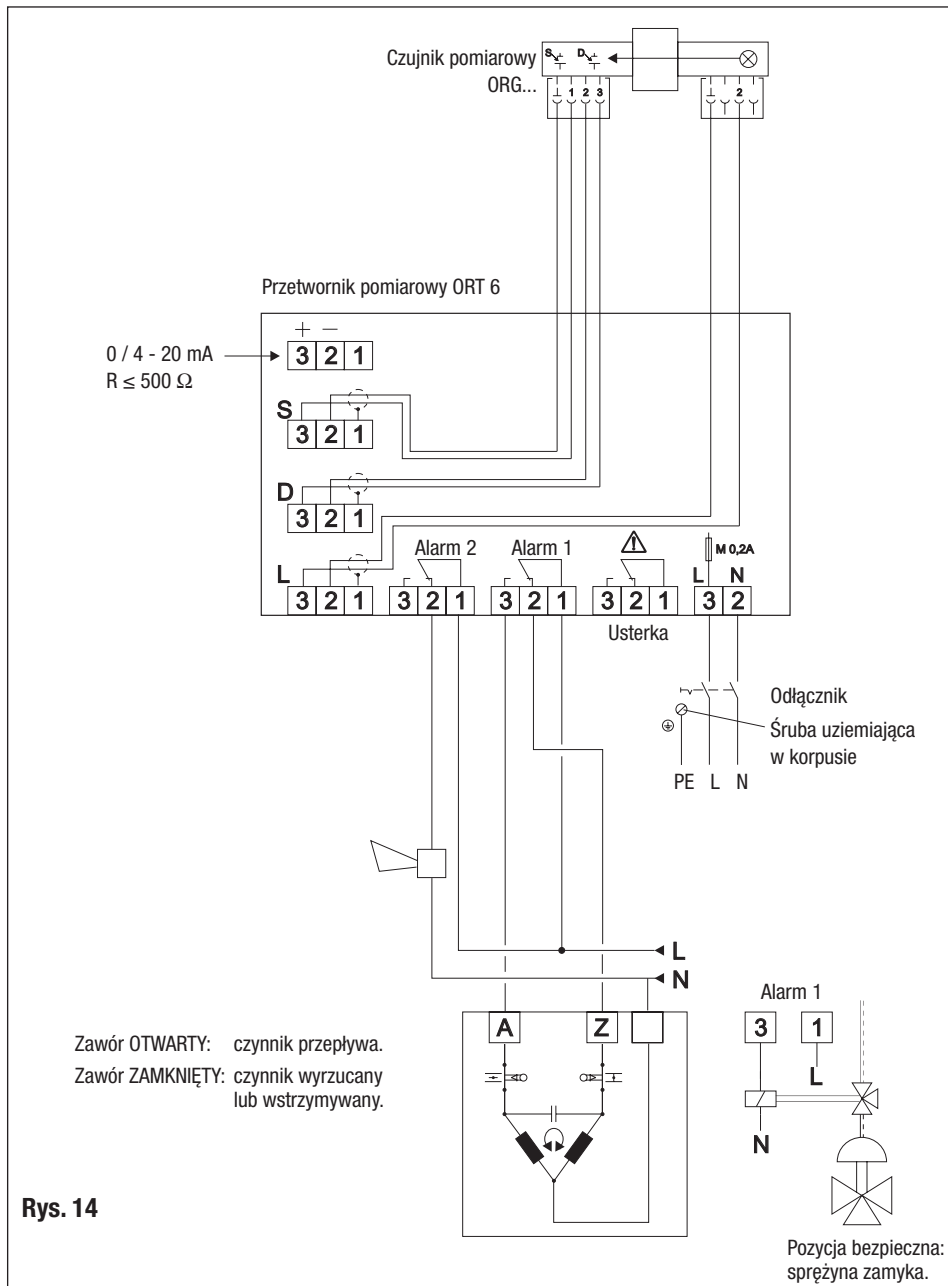 Czujnik pomiarowy
ORG...
S D
⊥ 1 2 3
⊥ 2
Przetwornik pomiarowy ORT 6
+ −
0 / 4 - 20 mA
3 2 1
R ≤ 500 Ω
S
3 2 1
D
3 2 1
L
3 2 1
Alarm 2
3 2 1
Alarm 1
3 2 1
3 2 1
Usterka
M 0,2A
L N
3 2
Odłącznik
Śruba uziemiająca
w korpusie
PE L N
L
N
A Z
Zawór OTWARTY: czynnik przepływa.
Zawór ZAMKNIĘTY: czynnik wyrzucany
lub wstrzymywany.
Alarm 1
3 1
L
N
Rys. 14
Pozycja bezpieczna:
sprężyna zamyka.